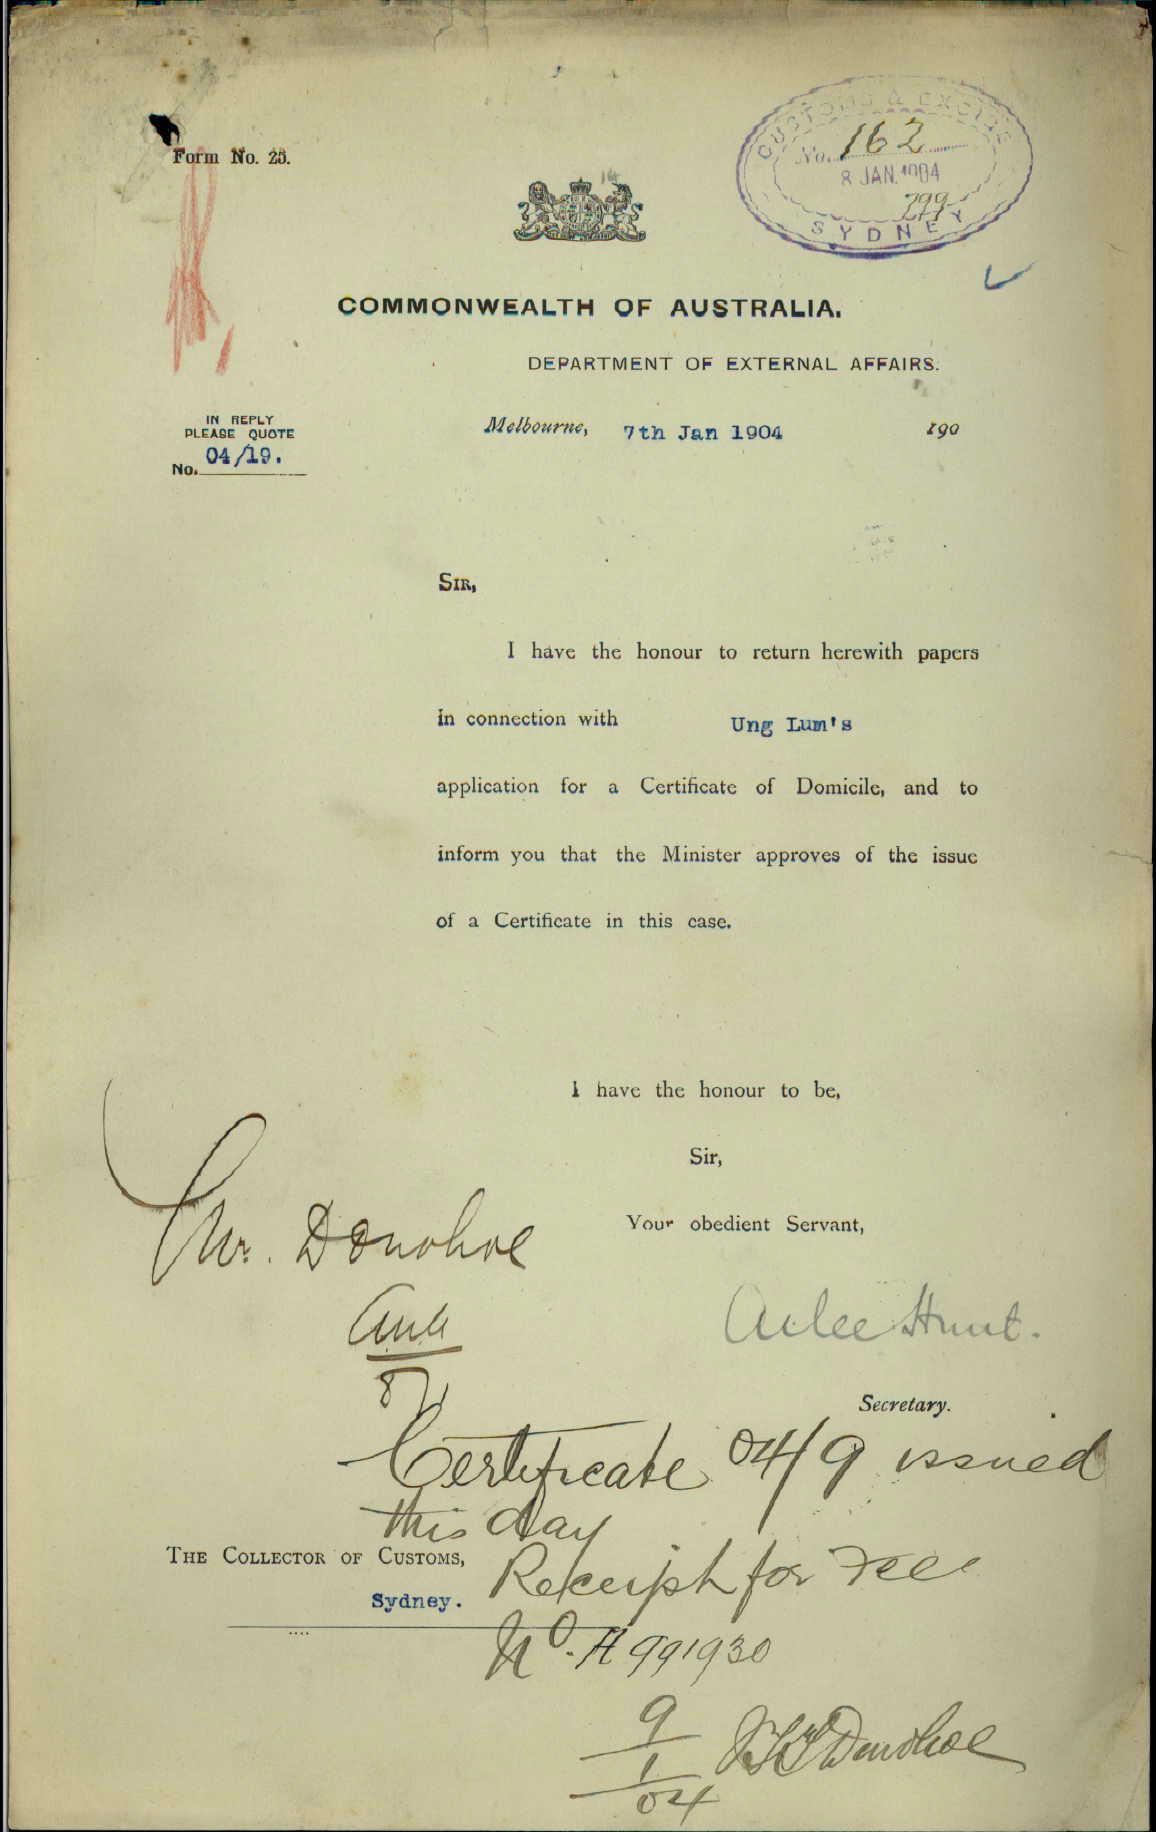 Form No. 25.
CUSTOMS & EXCISE
No. 162
8 JAN. 1904
299
SYDNEY
COMMONWEALTH OF AUSTRALIA.
DEPARTMENT OF EXTERNAL AFFAIRS.
IN REPLY
PLEASE QUOTE
No. 04/19.
Melbourne, 7th Jan 1904 190
SIR,
I have the honour to return herewith papers
in connection with Ung Lum's
application for a Certificate of Domicile, and to
inform you that the Minister approves of the issue
of a Certificate in this case.
I have the honour to be,
Sir,
Your obedient Servant,
Mr. Donohoe
8/1
Atlee Hunt.
Secretary.
Certificate 04/9 issued
this day
THE COLLECTOR OF CUSTOMS,
Sydney.
Receipt for Fee
No. A 991930
9/1/04
Donohoe